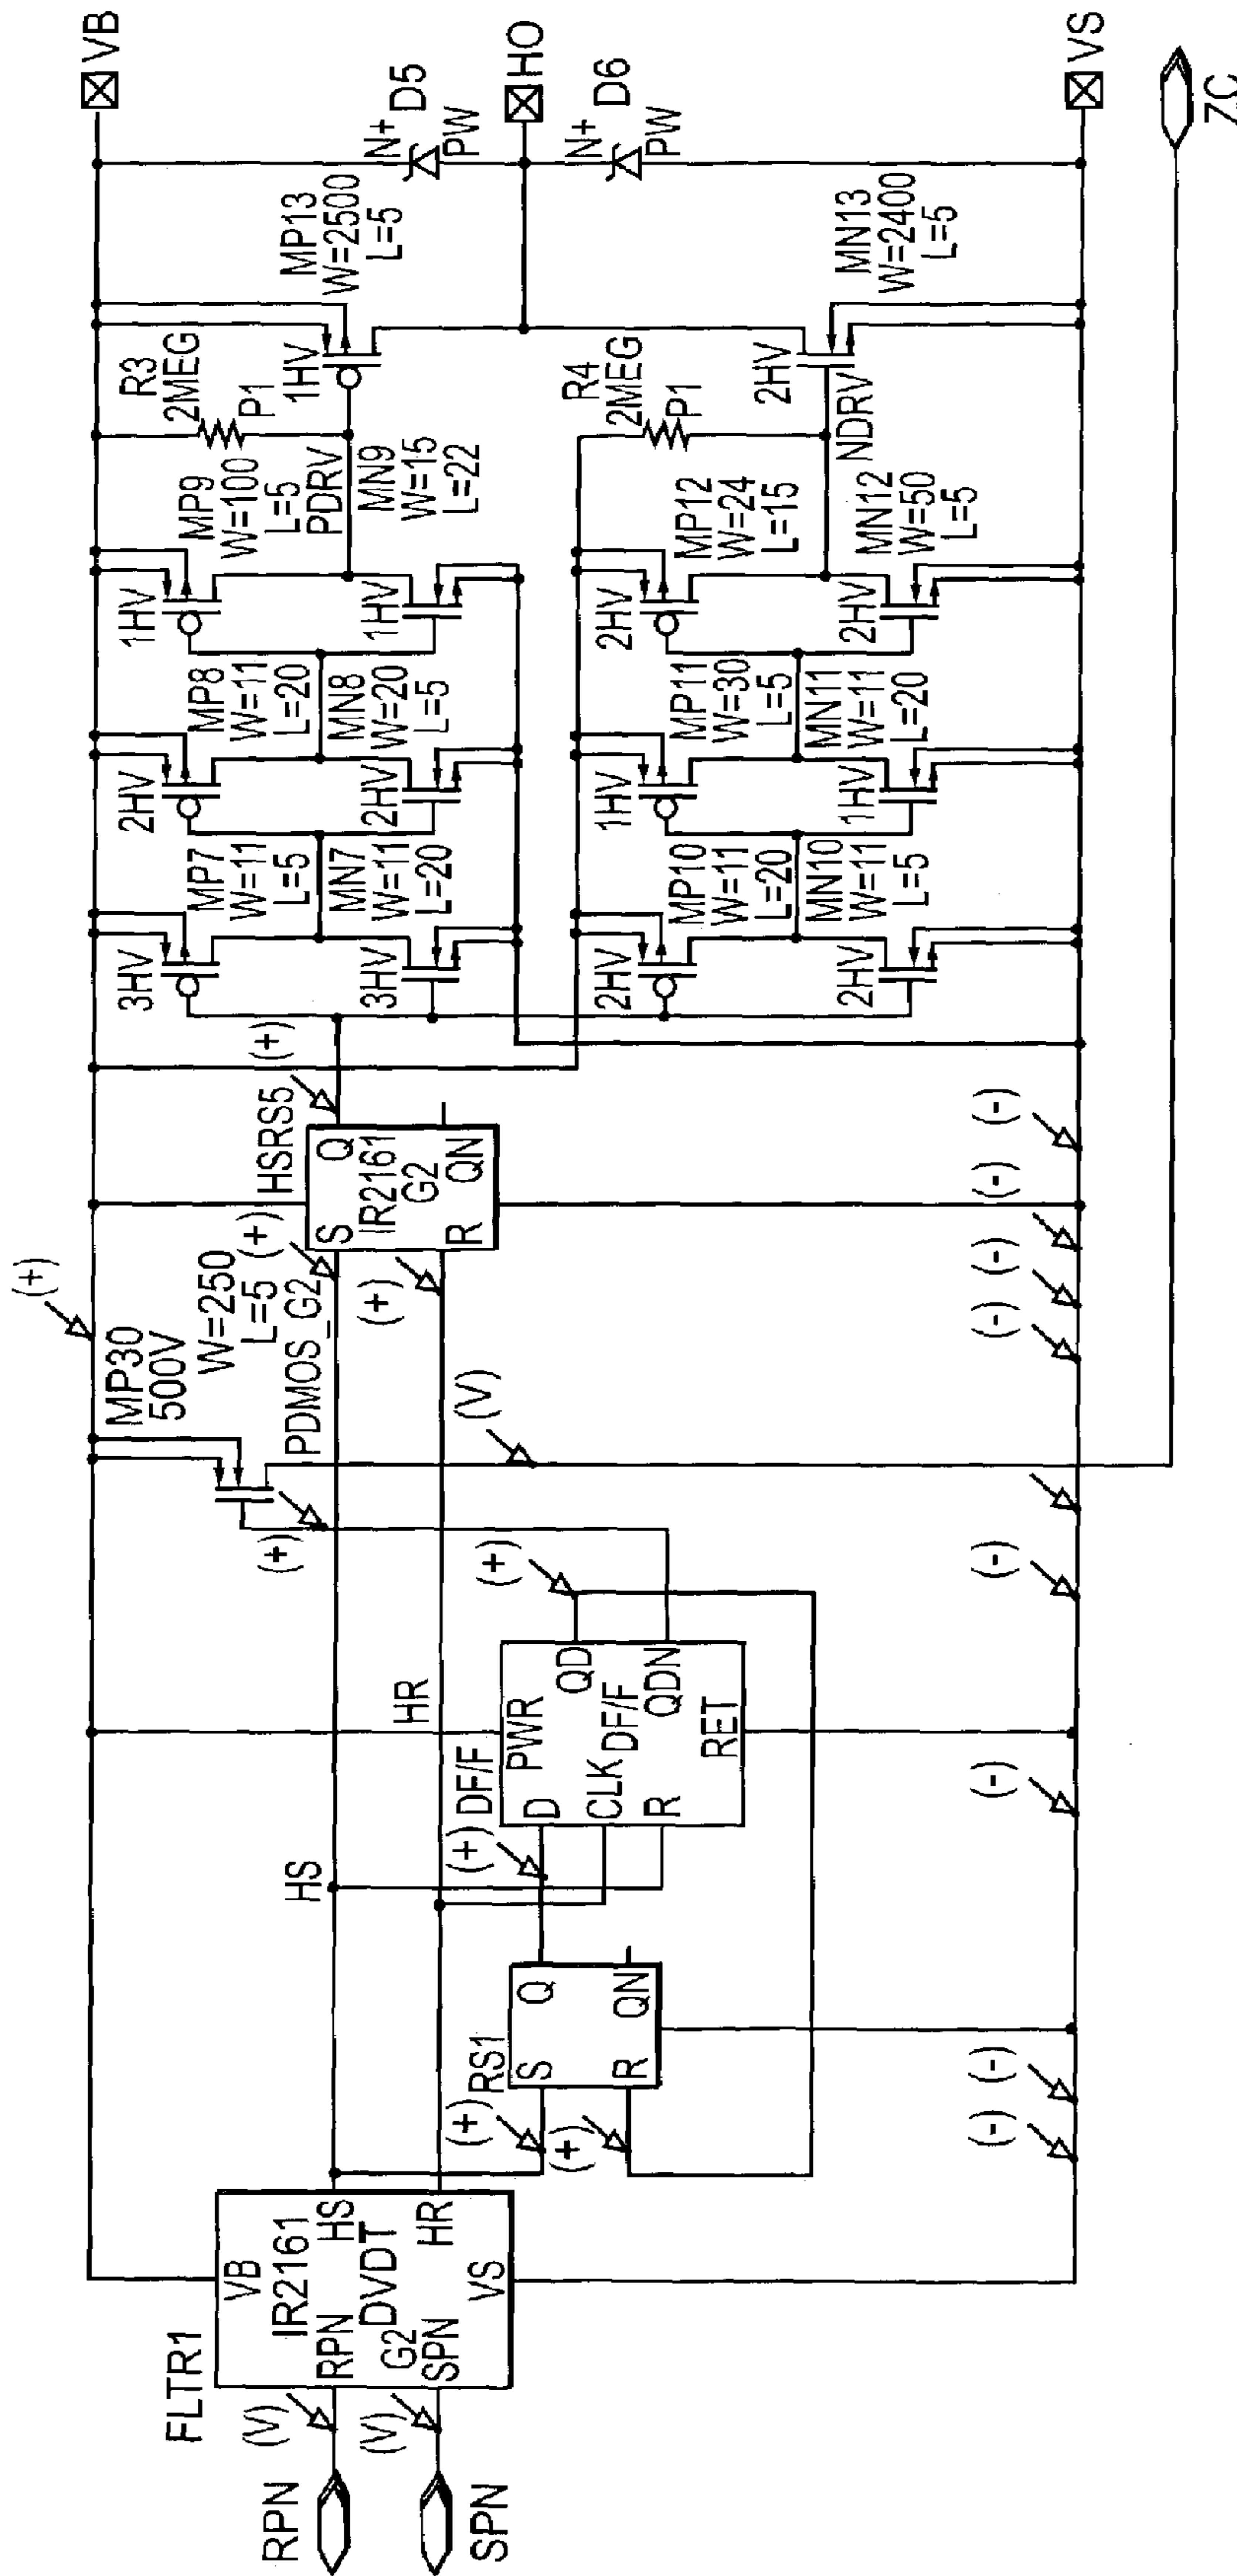 RPN
SPN
(V)
(V)
FLTR1
VB
IR2161
RPN
HS
DVDT
G2
SPN
HR
VS
(+)
(+)
RS1
S
Q
R
QN
HS
HR
(+)
DF/F
PWR
D
QD
CLK
DF/F
QDN
R
RET
(+)
(+)
(+)
MP30
500V
W=250
L=5
PDMOS_G2
(V)
(+)
(+)
HSRS5
S
Q
IR2161
G2
R
QN
(+)
(-)
(-)
(-)
(-)
(-)
(-)
(-)
(-)
3HV
MP7
W=11
L=5
3HV
MN7
W=11
L=20
2HV
MP8
W=11
L=20
2HV
MN8
W=20
L=5
1HV
MP9
W=100
L=5
PDRV
1HV
MN9
W=15
L=22
R3
2MEG
P1
1HV
MP13
W=2500
L=5
2HV
MP10
W=11
L=20
2HV
MN10
W=11
L=5
1HV
MP11
W=30
L=5
1HV
MN11
W=11
L=20
2HV
MP12
W=24
L=15
2HV
MN12
W=50
L=5
R4
2MEG
P1
NDRV
2HV
MN13
W=2400
L=5
N+
D5
PW
N+
D6
PW
VB
HO
VS
ZC